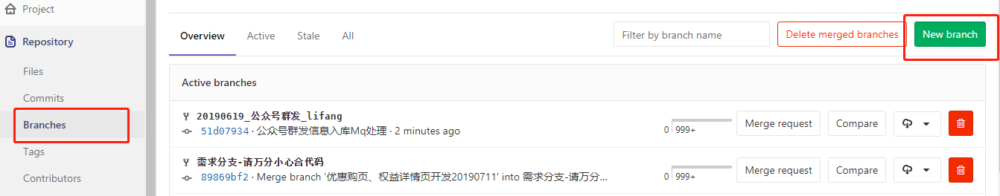 Project
Repository
Files
Commits
Branches
Tags
Contributors
Overview Active Stale All Filter by branch name Delete merged branches New branch
Active branches
20190619_公众号群发_lifang
51d07934 · 公众号群发信息入库Mq处理 · 2 minutes ago
0 999+ Merge request Compare
需求分支-请万分小心合代码
89869bf2 · Merge branch '优惠购页、权益详情页开发20190711' into 需求分支-请万分...
0 999+ Merge request Compare